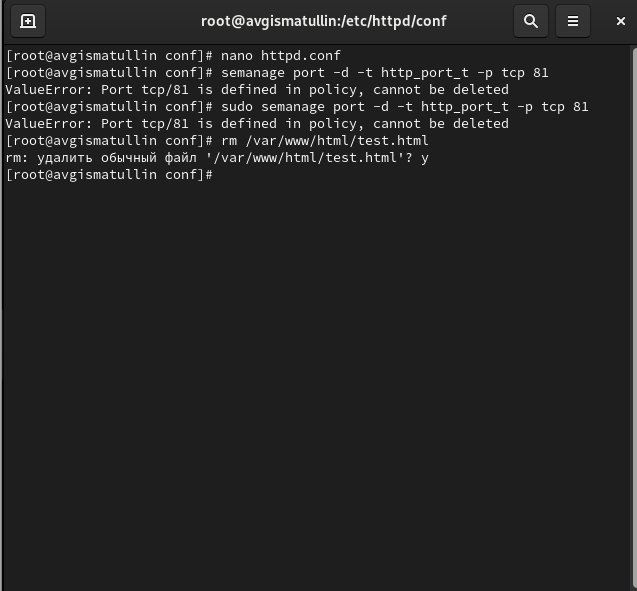 root@avgismatullin:/etc/httpd/conf
[root@avgismatullin conf]# nano httpd.conf
[root@avgismatullin conf]# semanage port -d -t http_port_t -p tcp 81
ValueError: Port tcp/81 is defined in policy, cannot be deleted
[root@avgismatullin conf]# sudo semanage port -d -t http_port_t -p tcp 81
ValueError: Port tcp/81 is defined in policy, cannot be deleted
[root@avgismatullin conf]# rm /var/www/html/test.html
rm: удалить обычный файл '/var/www/html/test.html'? y
[root@avgismatullin conf]#